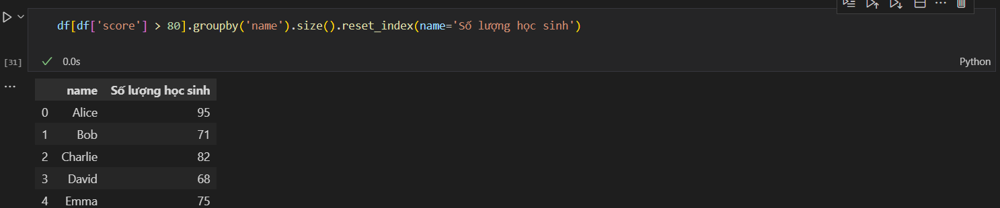 df[df['score'] > 80].groupby('name').size().reset_index(name='Số lượng học sinh')
[31]
0.0s
Python
name Số lượng học sinh
0 Alice 95
1 Bob 71
2 Charlie 82
3 David 68
4 Emma 75